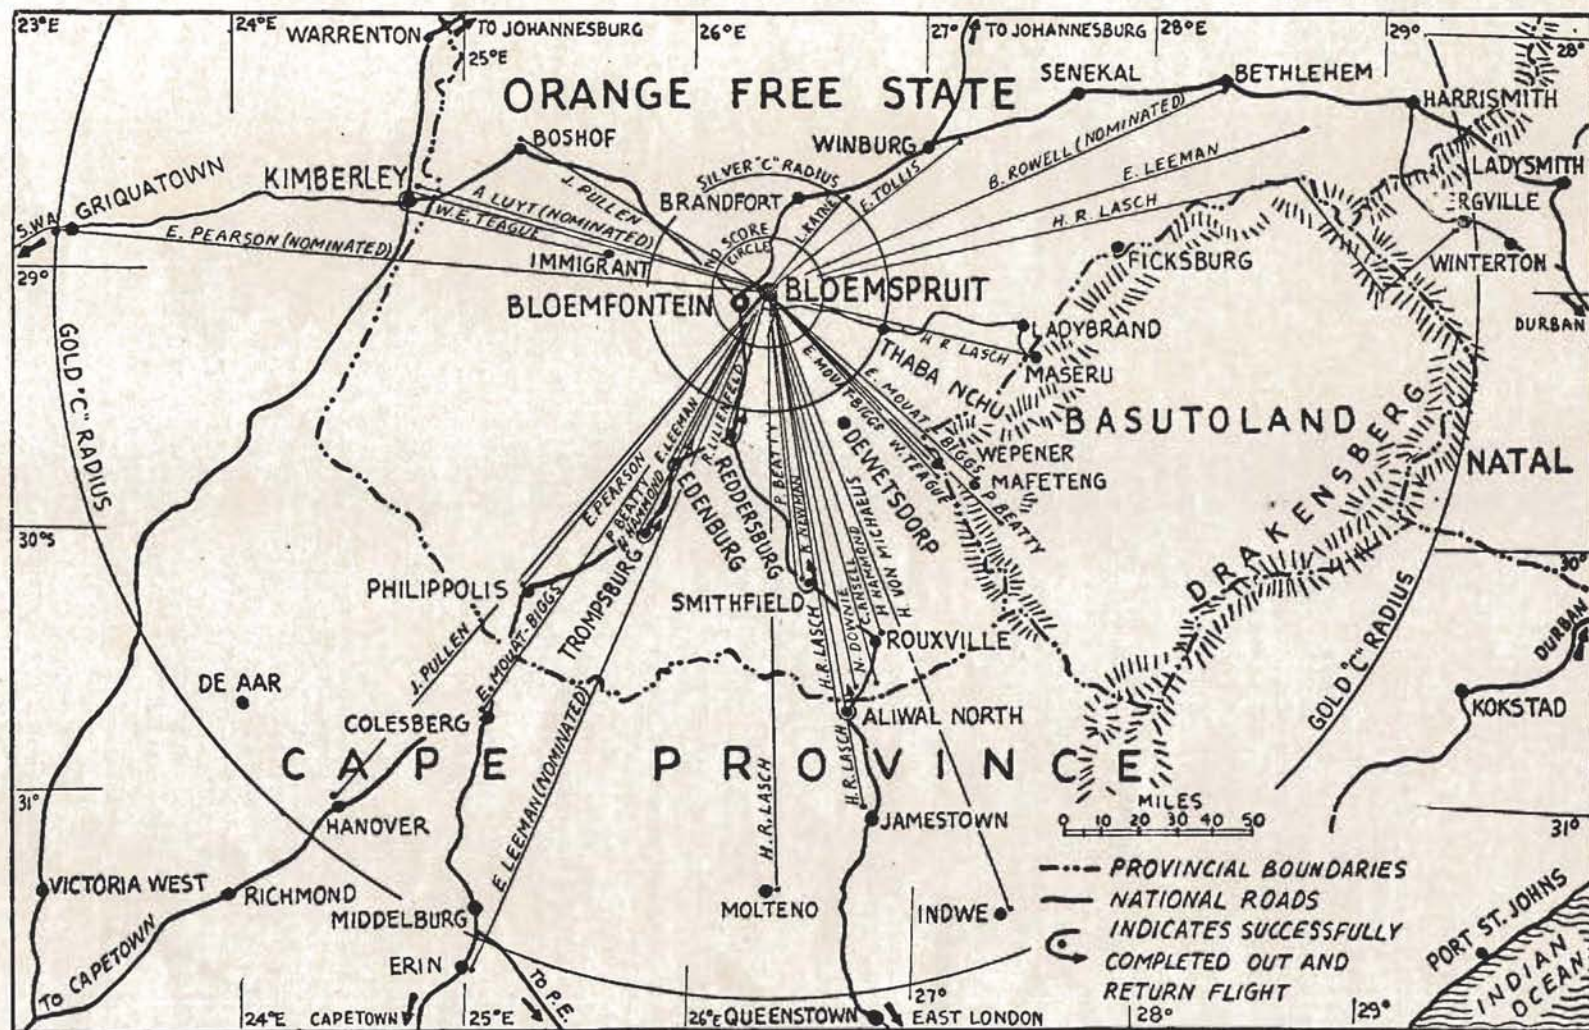 23°E
24°E
WARRENTON
TO JOHANNESBURG
25°E
26°E
27°
TO JOHANNESBURG
28°E
29°
28°
ORANGE FREE STATE
SENEKAL
BETHLEHEM
HARRISMITH
BOSHOF
WINBURG
LADYSMITH
KIMBERLEY
GRIQUATOWN
S.W.A
SILVER "C" RADIUS
BRANDFORT
J. PULLEN
A LUYT (NOMINATED)
W.E. TEAGUE
E. PEARSON (NOMINATED)
NO SCORE
CIRCLE
L. KAYNE
E. TOLLIS
B. ROWELL (NOMINATED)
E. LEEMAN
H. R. LASCH
ERGVILLE
WINTERTON
IMMIGRANT
FICKSBURG
29°
BLOEMFONTEIN
BLOEMSPRUIT
DURBAN
LADYBRAND
H R LASCH
MASERU
THABA NCHU
GOLD "C" RADIUS
BASUTOLAND
DRAKENSBERG
NATAL
E. MOUAT-BIGGS
E. MOUAT-BIGGS
W. TEAGUE
P. BEATTY
WEPENER
MAFETENG
DEWETSDORP
E. PEARSON
P. BEATTY
N HAMMOND
E. LEEMAN
R. LILIENFELD
P. BEATTY
K NEWMAN
REDDERSBURG
EDENBURG
30°S
30°
TROMPSBURG
PHILIPPOLIS
SMITHFIELD
H.R. LASCH
N. DOWNIE
C. ANSELL
H. HAMMOND
H. VON MICHAELIS
ROUXVILLE
J. PULLEN
E. MOUAT-BIGGS
E. LEEMAN (NOMINATED)
GOLD "C" RADIUS
DURBAN
DE AAR
COLESBERG
ALIWAL NORTH
KOKSTAD
CAPE PROVINCE
H.R. LASCH
H.R. LASCH
31°
HANOVER
JAMESTOWN
MILES
0 10 20 30 40 50
31°
PROVINCIAL BOUNDARIES
NATIONAL ROADS
INDICATES SUCCESSFULLY
COMPLETED OUT AND
RETURN FLIGHT
VICTORIA WEST
RICHMOND
MIDDELBURG
MOLTENO
INDWE
PORT ST. JOHNS
INDIAN
OCEAN
ERIN
TO CAPETOWN
TO P.E.
24°E
CAPETOWN
25°E
26°E
QUEENSTOWN
27°
EAST LONDON
28°
29°